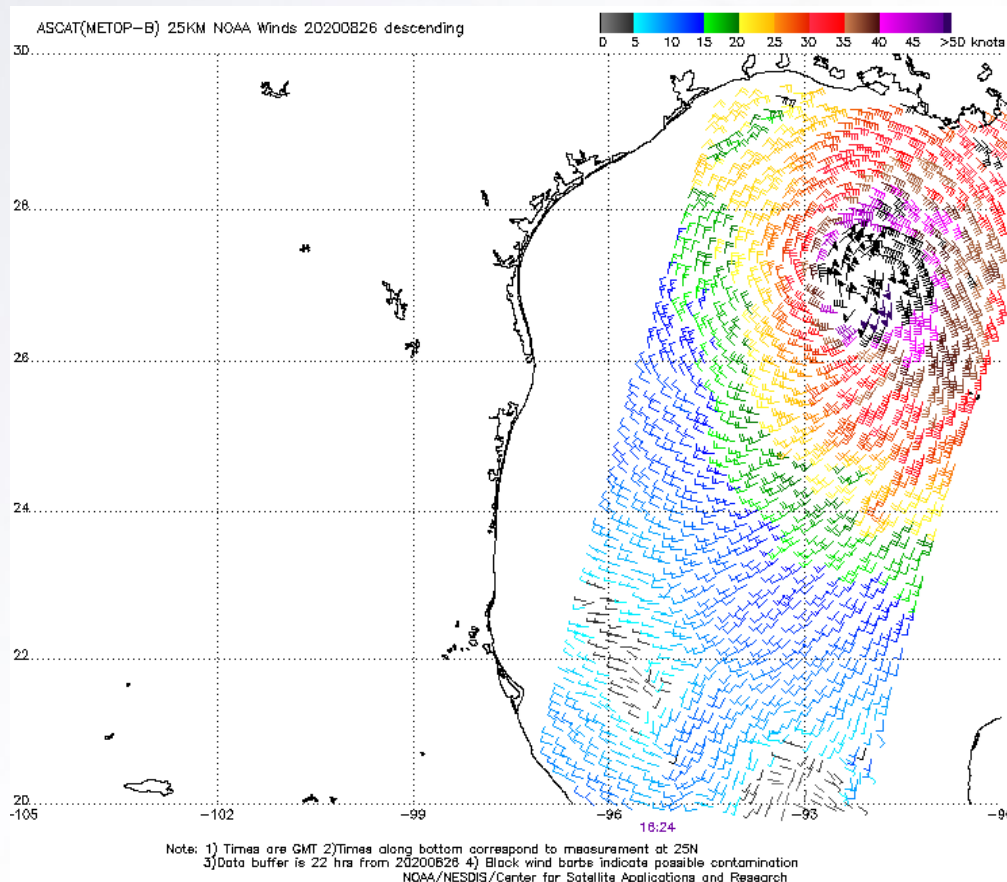 ASCAT(METOP-B) 25KM NOAA Winds 20200826 descending
0 5 10 15 20 25 30 35 40 45 >50 knots
30
28
26
24
22
20
-105 -102 -99 -96 -93 -9
16:24
Note: 1) Times are GMT 2)Times along bottom correspond to measurement at 25N
3)Data buffer is 22 hrs from 20200826 4) Black wind barbs indicate possible contamination
NOAA/NESDIS/Center for Satellite Applications and Research